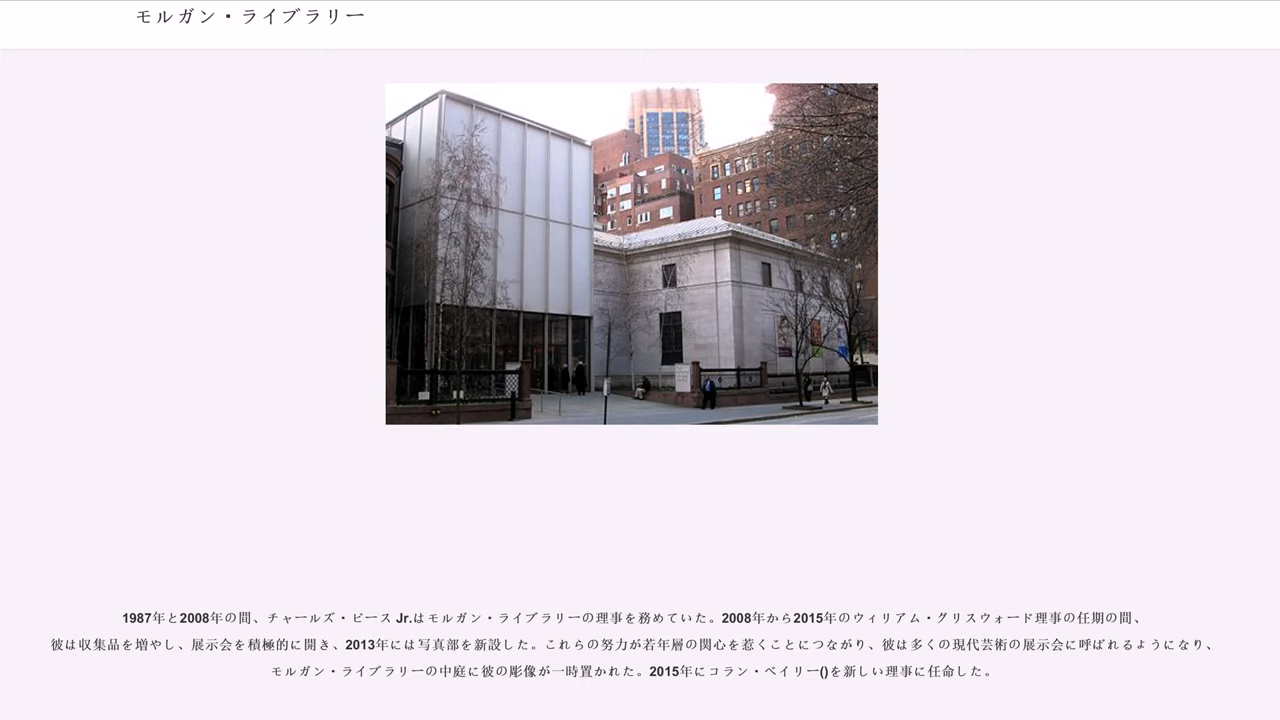 モルガン・ライブラリー
1987年と2008年の間、チャールズ・ピース Jr.はモルガン・ライブラリーの理事を務めていた。2008年から2015年のウィリアム・グリスウォード理事の任期の間、
彼は収集品を増やし、展示会を積極的に開き、2013年には写真部を新設した。これらの努力が若年層の関心を惹くことにつながり、彼は多くの現代芸術の展示会に呼ばれるようになり、
モルガン・ライブラリーの中庭に彼の彫像が一時置かれた。2015年にコラン・ベイリー()を新しい理事に任命した。